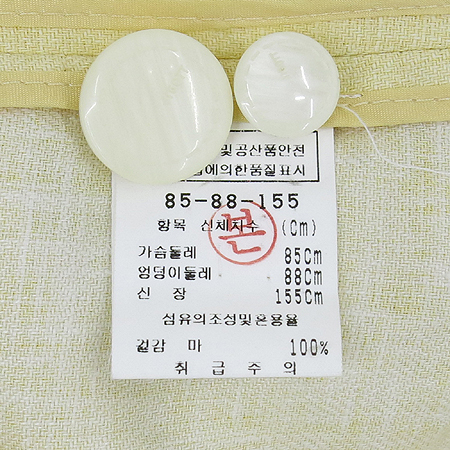 및공산품안전
에의한품질표시
85-88-155
항목 신체치수 (Cm)
본
가슴둘레 85Cm
엉덩이둘레 88Cm
신 장 155Cm
섬유의조성및혼용율
겉감 마 100%
취 급 주 의